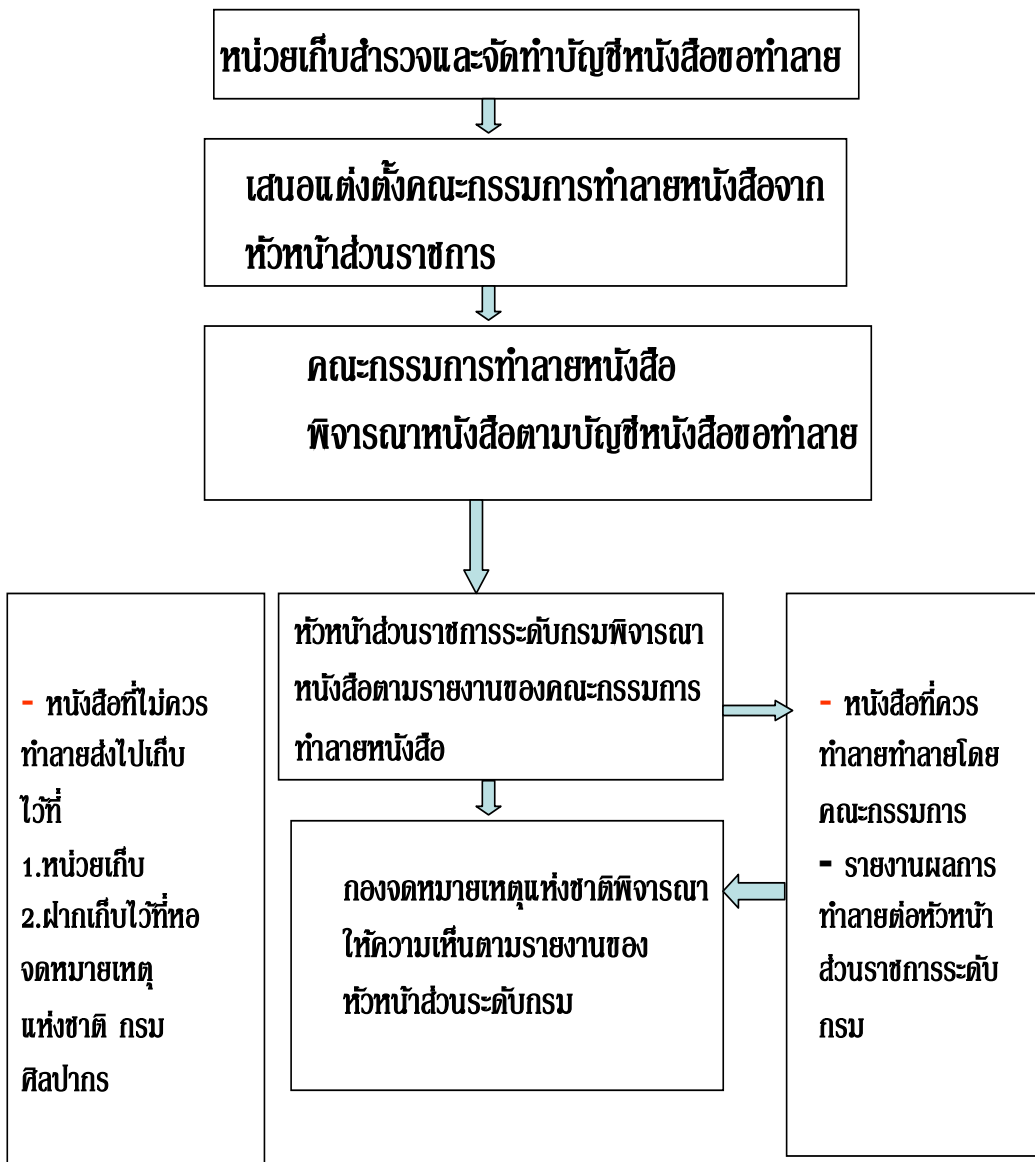 หน่วยเก็บสำรวจและจัดทำบัญชีหนังสือขอทำลาย
เสนอแต่งตั้งคณะกรรมการทำลายหนังสือจาก
หัวหน้าส่วนราชการ
คณะกรรมการทำลายหนังสือ
พิจารณาหนังสือตามบัญชีหนังสือขอทำลาย
- หนังสือที่ไม่ควร
ทำลายส่งไปเก็บ
ไว้ที่
1.หน่วยเก็บ
2.ฝากเก็บไว้ที่หอ
จดหมายเหตุ
แห่งชาติ กรม
ศิลปากร
หัวหน้าส่วนราชการระดับกรมพิจารณา
หนังสือตามรายงานของคณะกรรมการ
ทำลายหนังสือ
กองจดหมายเหตุแห่งชาติพิจารณา
ให้ความเห็นตามรายงานของ
หัวหน้าส่วนระดับกรม
- หนังสือที่ควร
ทำลายทำลายโดย
คณะกรรมการ
- รายงานผลการ
ทำลายต่อหัวหน้า
ส่วนราชการระดับ
กรม